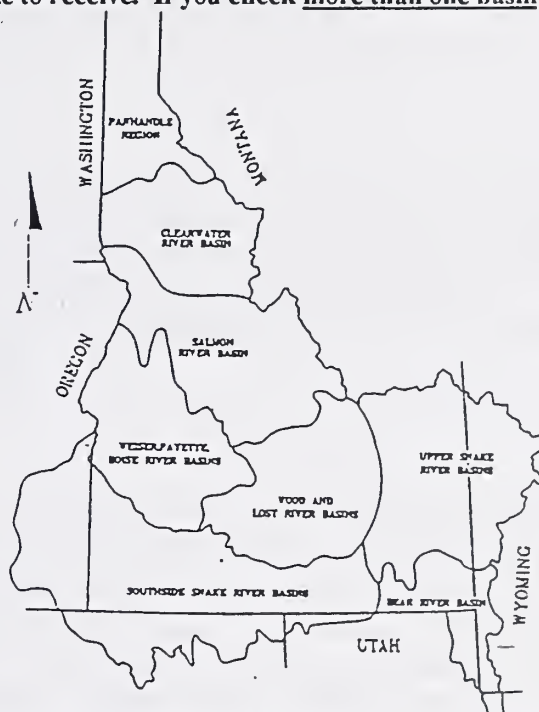 to receive. If you check more than one basin
WASHINGTON
PANHANDLE
REGION
MONTANA
CLEARWATER
RIVER BASIN
N
OREGON
SALMON
RIVER BASIN
WEISER, PAYETTE,
BOISE RIVER BASINS
UPPER SNAKE
RIVER BASINS
WOOD AND
LOST RIVER BASINS
SOUTHSIDE SNAKE RIVER BASINS
BEAR RIVER BASIN
WYOMING
UTAH